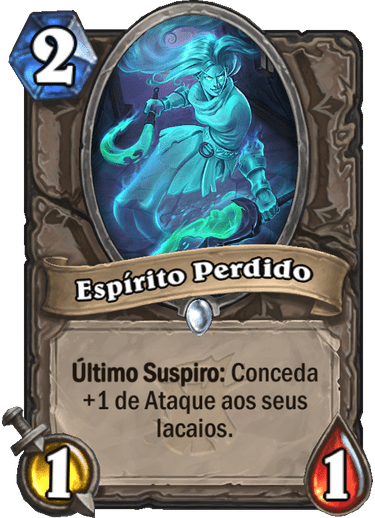 2
Espírito Perdido
Último Suspiro: Conceda
+1 de Ataque aos seus
lacaios.
1
1